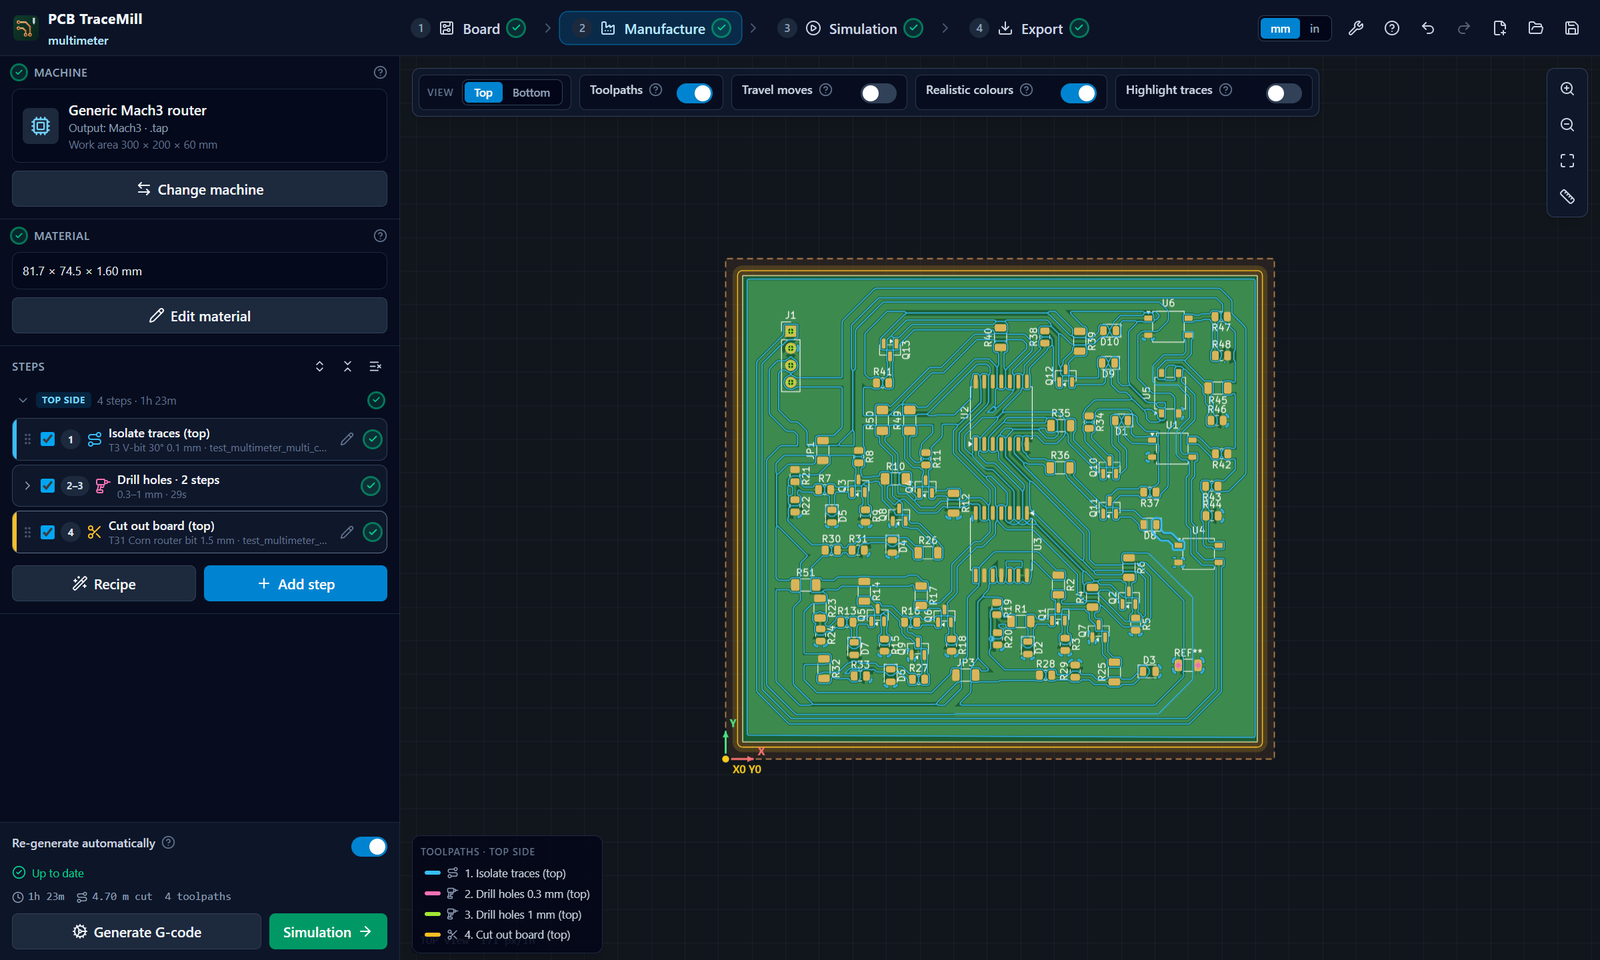 PCB TraceMill
multimeter
1 Board
2 Manufacture
3 Simulation
4 Export
mm in
MACHINE
Generic Mach3 router
Output: Mach3 · .tap
Work area 300 × 200 × 60 mm
Change machine
MATERIAL
81.7 × 74.5 × 1.60 mm
Edit material
STEPS
TOP SIDE 4 steps · 1h 23m
1 Isolate traces (top)
T3 V-bit 30° 0.1 mm · test_multimeter_multi_c...
2-3 Drill holes · 2 steps
0.3–1 mm · 29s
4 Cut out board (top)
T31 Corn router bit 1.5 mm · test_multimeter_...
Recipe
Add step
Re-generate automatically
Up to date
1h 23m 4.70 m cut 4 toolpaths
Generate G-code
Simulation
VIEW Top Bottom
Toolpaths
Travel moves
Realistic colours
Highlight traces
U6
J1
R47
R40
R38
R39
D10
Q13
R48
R41
Q12
D9
U5
R45
R46
U2
R50
R49
R35
R34
D1
U1
JP1
R8
R11
R36
Q10
R42
R10
R21
R7
Q3
R22
D5
R9
Q8
R12
Q11
R37
R43
R44
D8
U4
R30
R31
D4
R26
U3
R6
R51
R14
R17
R2
R4
Q2
R23
R13
Q5
R16
Q6
R19
R1
Q1
R5
R24
D7
R15
Q9
R18
R20
D2
R3
Q7
REF**
R32
R33
D6
R27
JP3
R28
R29
R25
D3
Y
X
X0 Y0
TOOLPATHS · TOP SIDE
1. Isolate traces (top)
2. Drill holes 0.3 mm (top)
3. Drill holes 1 mm (top)
4. Cut out board (top)